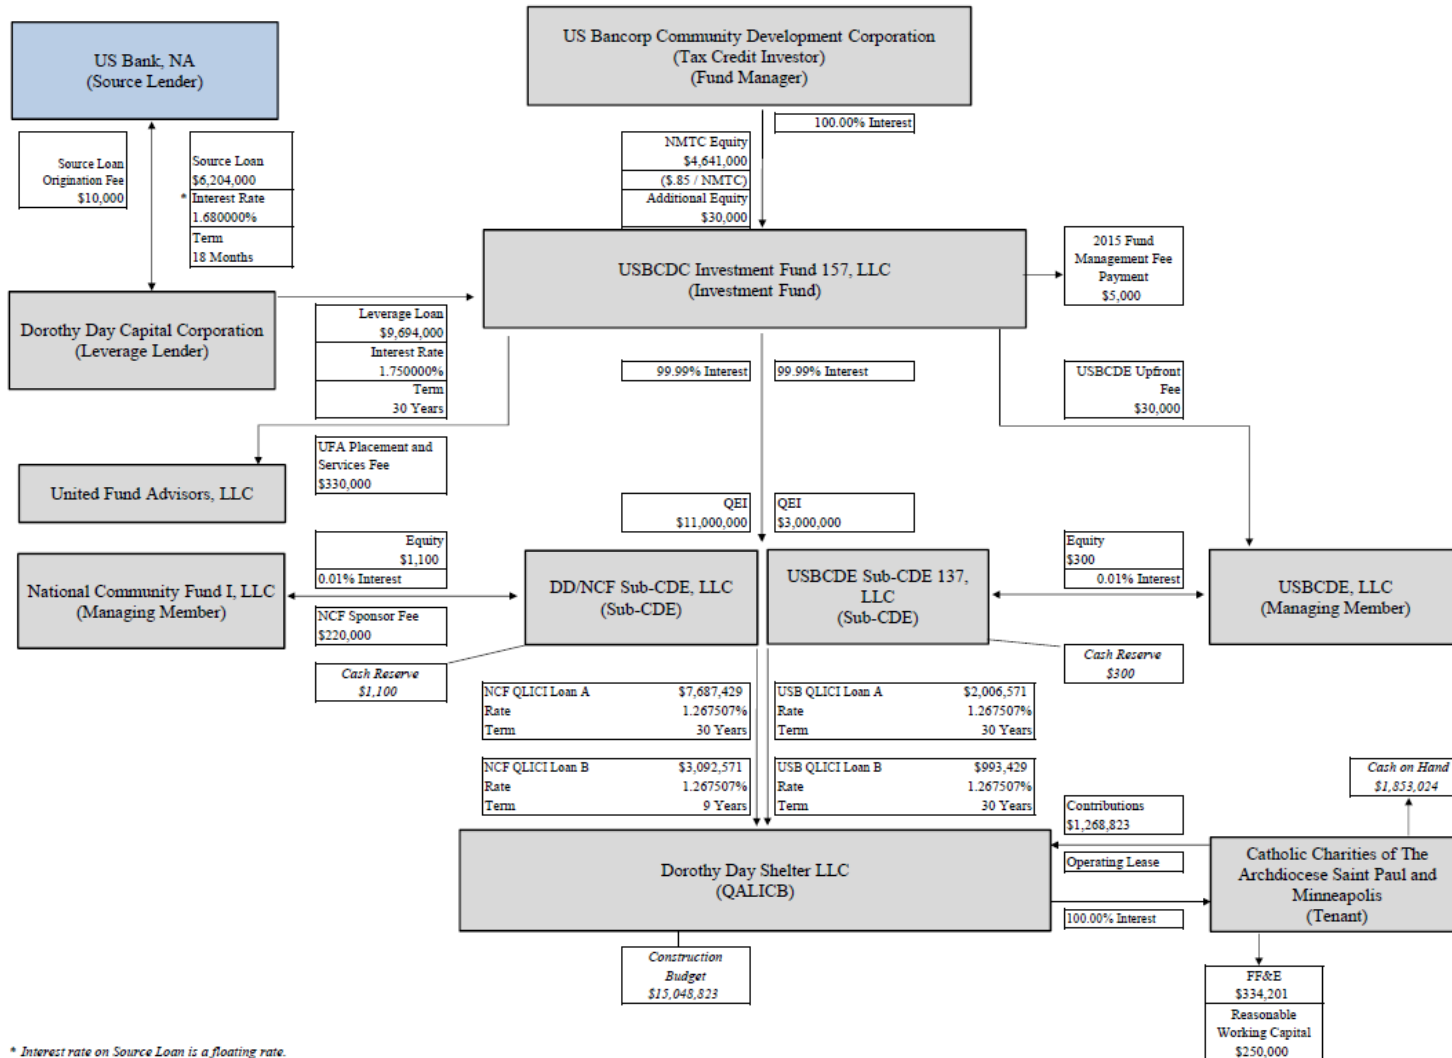 US Bank, NA
(Source Lender)
US Bancorp Community Development Corporation
(Tax Credit Investor)
(Fund Manager)
100.00% Interest
Source Loan
Origination Fee
$10,000
Source Loan
$6,204,000
* Interest Rate
1.680000%
Term
18 Months
NMTC Equity
$4,641,000
($.85 / NMTC)
Additional Equity
$30,000
USBCDC Investment Fund 157, LLC
(Investment Fund)
2015 Fund
Management Fee
Payment
$5,000
Dorothy Day Capital Corporation
(Leverage Lender)
Leverage Loan
$9,694,000
Interest Rate
1.750000%
Term
30 Years
99.99% Interest
99.99% Interest
USBCDE Upfront
Fee
$30,000
UFA Placement and
Services Fee
$330,000
United Fund Advisors, LLC
QEI
$11,000,000
QEI
$3,000,000
Equity
$1,100
0.01% Interest
Equity
$300
0.01% Interest
National Community Fund I, LLC
(Managing Member)
DD/NCF Sub-CDE, LLC
(Sub-CDE)
USBCDE Sub-CDE 137,
LLC
(Sub-CDE)
USBCDE, LLC
(Managing Member)
NCF Sponsor Fee
$220,000
Cash Reserve
$1,100
Cash Reserve
$300
NCF QLICI Loan A $7,687,429
Rate 1.267507%
Term 30 Years
USB QLICI Loan A $2,006,571
Rate 1.267507%
Term 30 Years
NCF QLICI Loan B $3,092,571
Rate 1.267507%
Term 9 Years
USB QLICI Loan B $993,429
Rate 1.267507%
Term 30 Years
Cash on Hand
$1,853,024
Contributions
$1,268,823
Operating Lease
Dorothy Day Shelter LLC
(QALICB)
Catholic Charities of The
Archdiocese Saint Paul and
Minneapolis
(Tenant)
100.00% Interest
Construction
Budget
$15,048,823
FF&E
$334,201
Reasonable
Working Capital
$250,000
* Interest rate on Source Loan is a floating rate.